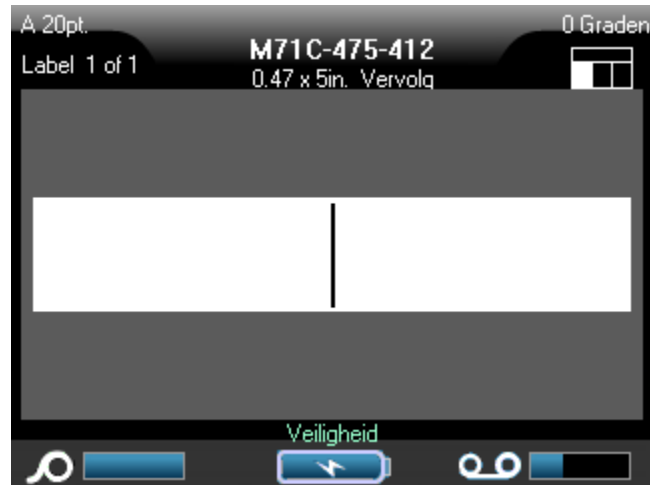 A 20pt.
0 Graden
M71C-475-412
Label 1 of 1
0.47 x 5in. Vervolg
Veiligheid